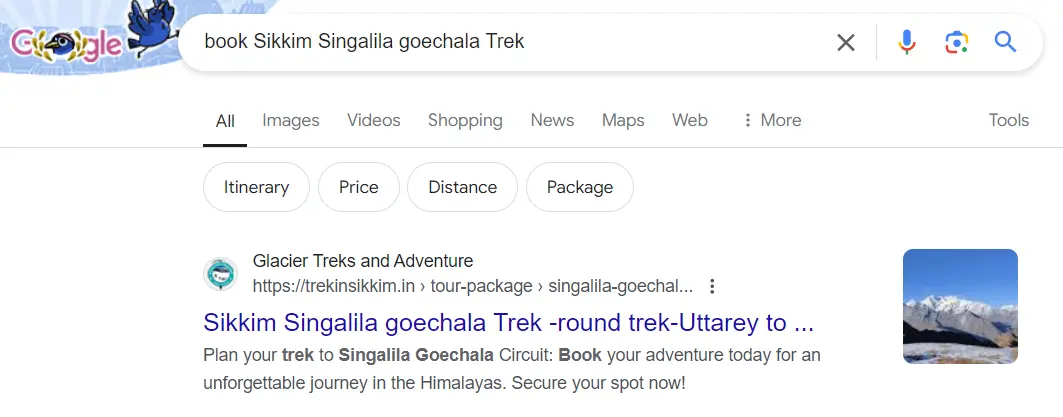 Google
book Sikkim Singalila goechala Trek
All Images Videos Shopping News Maps Web More Tools
Itinerary Price Distance Package
Glacier Treks and Adventure
https://trekinsikkim.in › tour-package › singalila-goechal...
Sikkim Singalila goechala Trek -round trek-Uttarey to ...
Plan your trek to Singalila Goechala Circuit: Book your adventure today for an
unforgettable journey in the Himalayas. Secure your spot now!